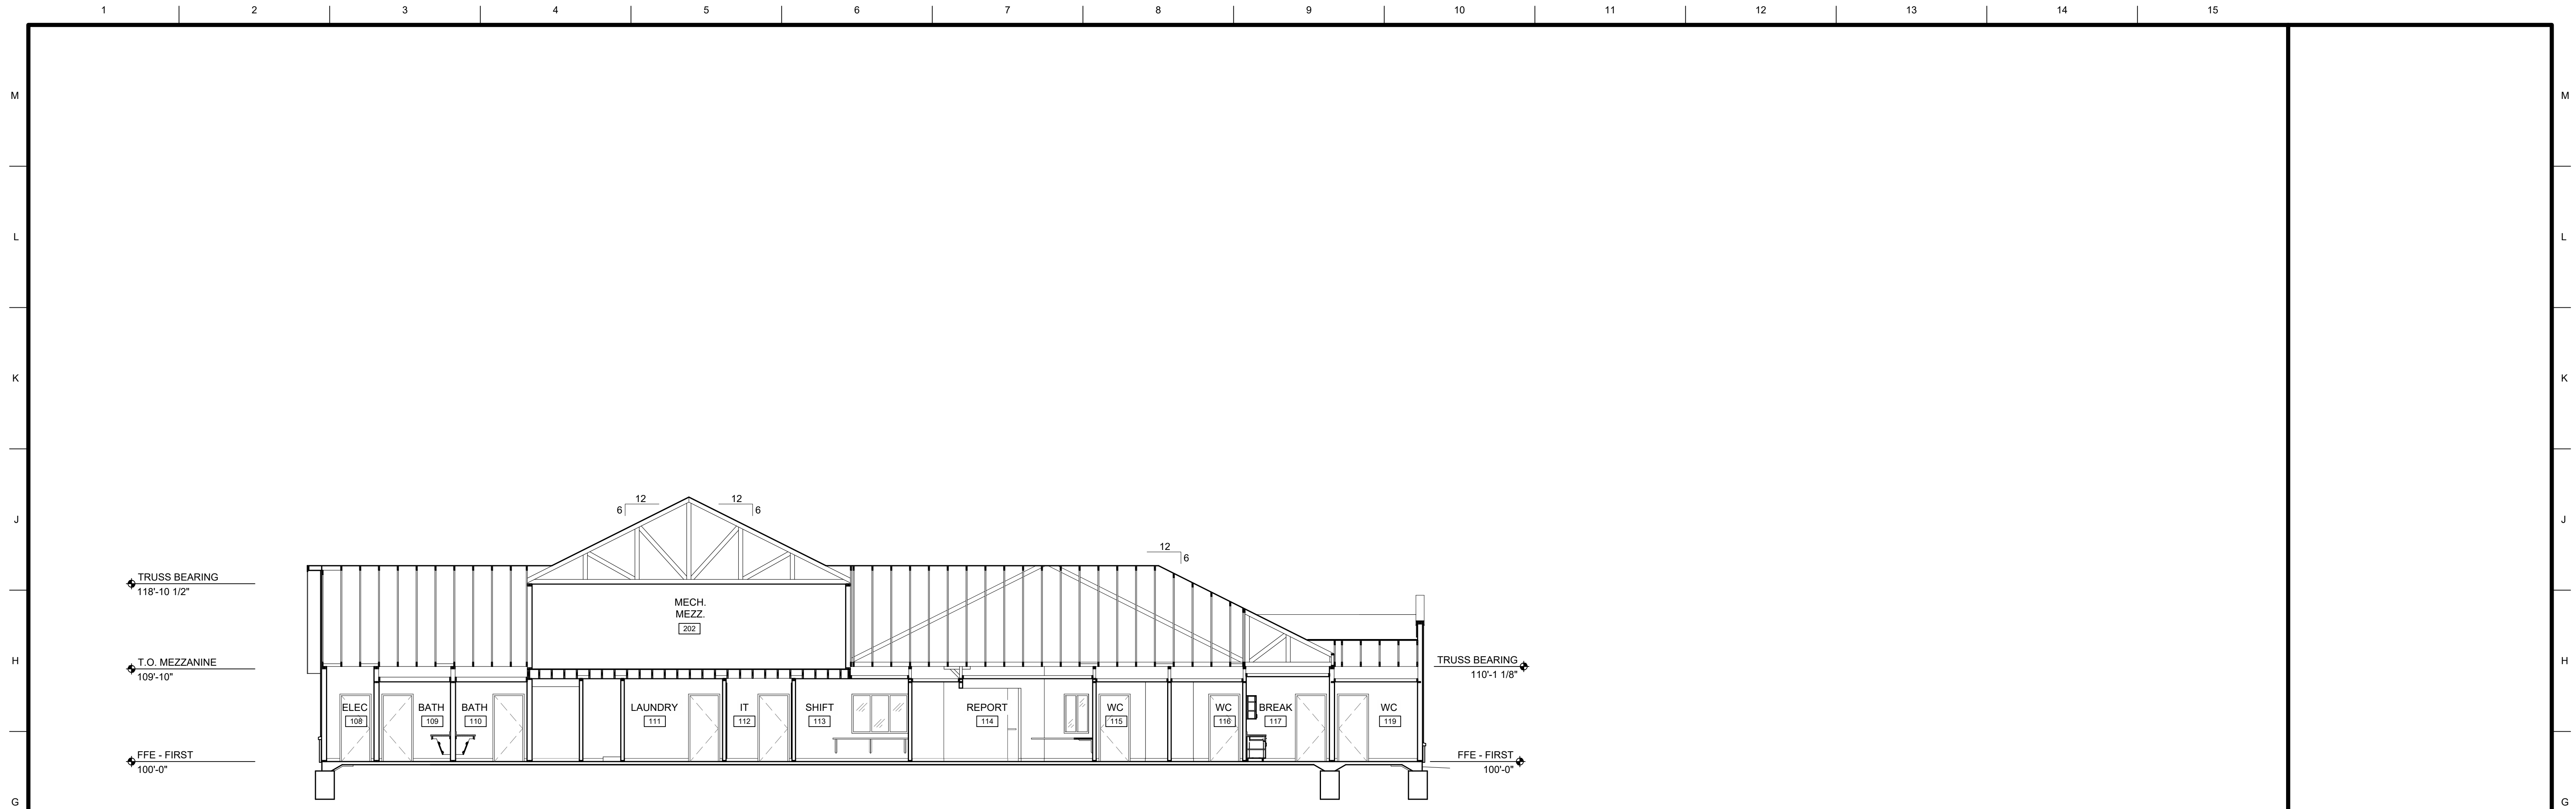 1 2 3 4 5 6 7 8 9 10 11 12 13 14 15
M M
L L
K K
J J
12 12
6 6
12
6
TRUSS BEARING
118'-10 1/2"
MECH.
MEZZ.
202
H H
T.O. MEZZANINE
109'-10"
TRUSS BEARING
110'-1 1/8"
ELEC BATH BATH LAUNDRY IT SHIFT REPORT WC WC BREAK WC
108 109 110 111 112 113 114 115 116 117 119
FFE - FIRST
100'-0"
FFE - FIRST
100'-0"
G G